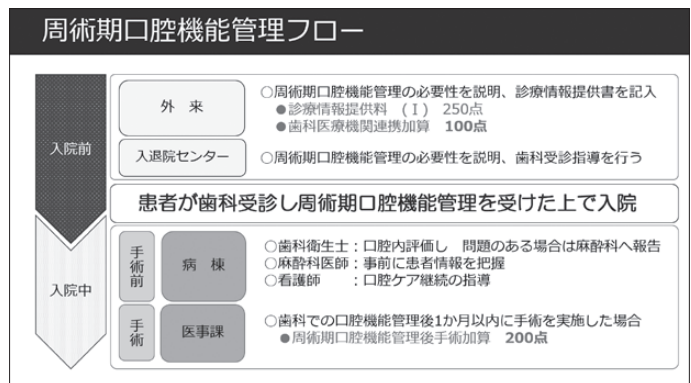 周術期口腔機能管理フロー
入院前
外 来
○周術期口腔機能管理の必要性を説明、診療情報提供書を記入
●診療情報提供料 (Ⅰ) 250点
●歯科医療機関連携加算 100点
入退院センター
○周術期口腔機能管理の必要性を説明、歯科受診指導を行う
患者が歯科受診し周術期口腔機能管理を受けた上で入院
入院中
手術前
病 棟
○歯科衛生士：口腔内評価し 問題のある場合は麻酔科へ報告
○麻酔科医師：事前に患者情報を把握
○看護師 ：口腔ケア継続の指導
手術
医事課
○歯科での口腔機能管理後1か月以内に手術を実施した場合
●周術期口腔機能管理後手術加算 200点